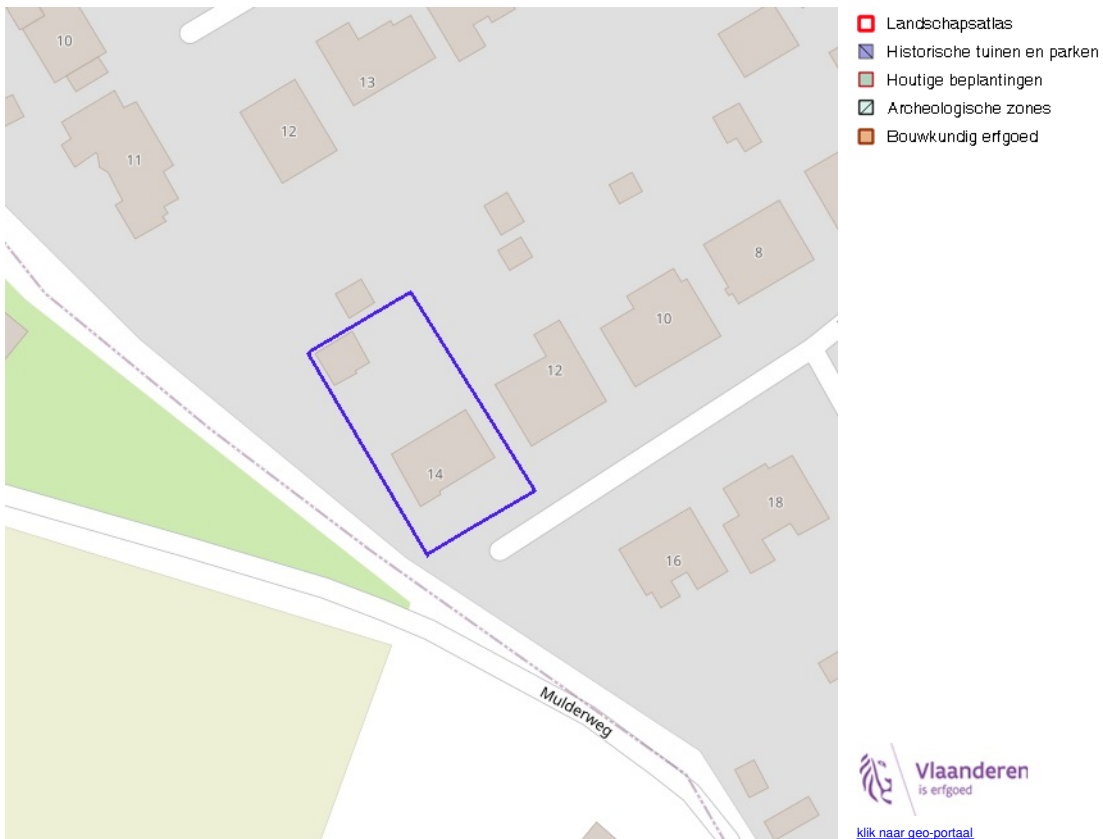 10
13
12
11
8
10
12
14
18
16
Mulderweg
Landschapsatlas
Historische tuinen en parken
Houtige beplantingen
Archeologische zones
Bouwkundig erfgoed
Vlaanderen
is erfgoed
klik naar geo-portaal